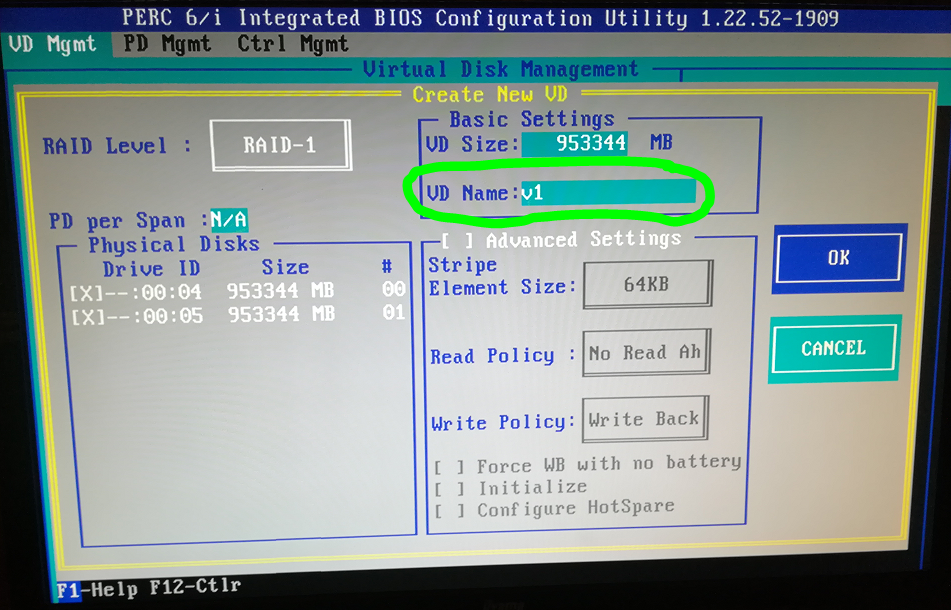 PERC 6/i Integrated BIOS Configuration Utility 1.22.52-1909
VD Mgmt PD Mgmt Ctrl Mgmt
Virtual Disk Management
Create New VD
RAID Level : RAID-1
Basic Settings
VD Size: 953344 MB
VD Name:v1
PD per Span :N/A
Physical Disks
Drive ID Size #
[X]--:00:04 953344 MB 00
[X]--:00:05 953344 MB 01
[ ] Advanced Settings
Stripe
Element Size: 64KB
Read Policy : No Read Ah
Write Policy: Write Back
[ ] Force WB with no battery
[ ] Initialize
[ ] Configure HotSpare
OK
CANCEL
F1-Help F12-Ctlr